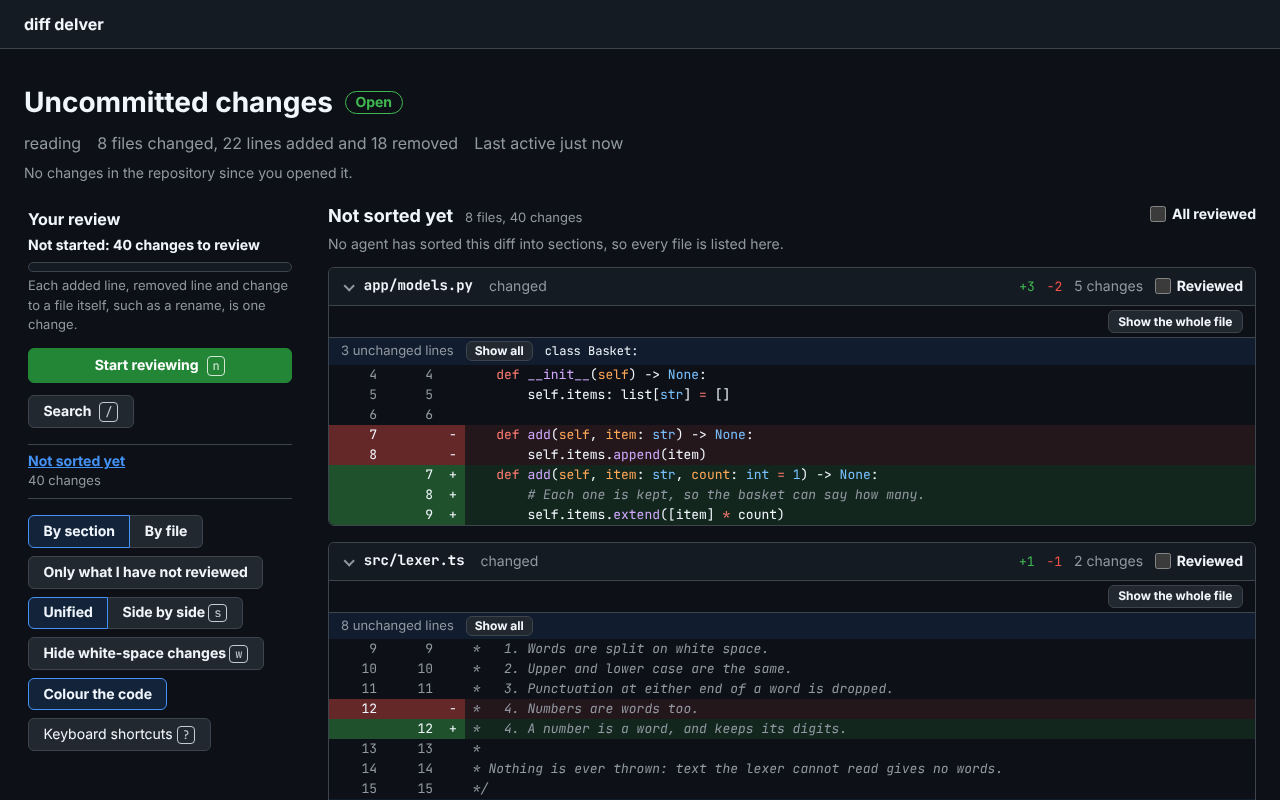 diff delver
Uncommitted changes Open
reading 8 files changed, 22 lines added and 18 removed Last active just now
No changes in the repository since you opened it.
Your review
Not started: 40 changes to review
Each added line, removed line and change
to a file itself, such as a rename, is one
change.
Start reviewing n
Search /
Not sorted yet
40 changes
By section By file
Only what I have not reviewed
Unified Side by side s
Hide white-space changes w
Colour the code
Keyboard shortcuts ?
Not sorted yet 8 files, 40 changes All reviewed
No agent has sorted this diff into sections, so every file is listed here.
app/models.py changed +3 -2 5 changes Reviewed
Show the whole file
3 unchanged lines Show all class Basket:
4 4 def __init__(self) -> None:
5 5 self.items: list[str] = []
6 6
7 - def add(self, item: str) -> None:
8 - self.items.append(item)
7 + def add(self, item: str, count: int = 1) -> None:
8 + # Each one is kept, so the basket can say how many.
9 + self.items.extend([item] * count)
src/lexer.ts changed +1 -1 2 changes Reviewed
Show the whole file
8 unchanged lines Show all
9 9 * 1. Words are split on white space.
10 10 * 2. Upper and lower case are the same.
11 11 * 3. Punctuation at either end of a word is dropped.
12 - * 4. Numbers are words too.
12 + * 4. A number is a word, and keeps its digits.
13 13 *
14 14 * Nothing is ever thrown: text the lexer cannot read gives no words.
15 15 */